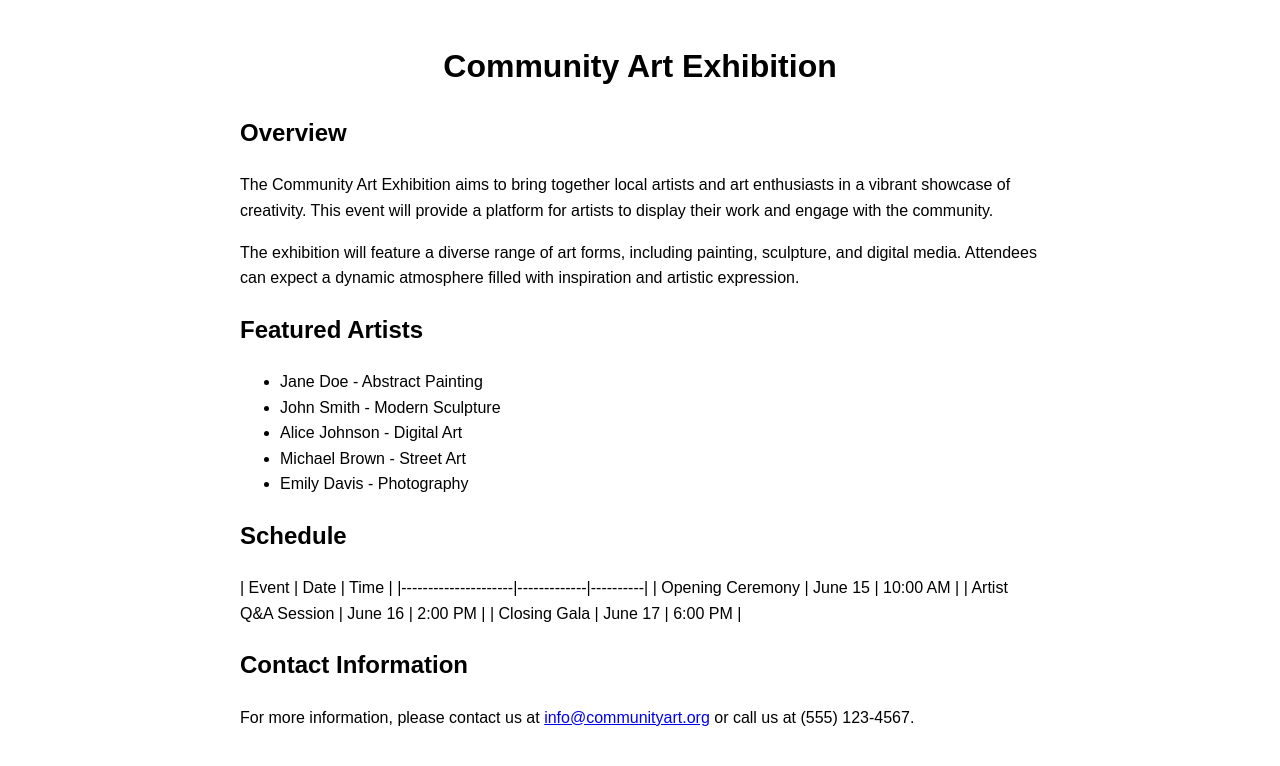 Community Art Exhibition
Overview
The Community Art Exhibition aims to bring together local artists and art enthusiasts in a vibrant showcase of
creativity. This event will provide a platform for artists to display their work and engage with the community.
The exhibition will feature a diverse range of art forms, including painting, sculpture, and digital media. Attendees
can expect a dynamic atmosphere filled with inspiration and artistic expression.
Featured Artists
• Jane Doe - Abstract Painting
• John Smith - Modern Sculpture
• Alice Johnson - Digital Art
• Michael Brown - Street Art
• Emily Davis - Photography
Schedule
| Event | Date | Time | |---------------------|-------------|----------| | Opening Ceremony | June 15 | 10:00 AM | | Artist
Q&A Session | June 16 | 2:00 PM | | Closing Gala | June 17 | 6:00 PM |
Contact Information
For more information, please contact us at info@communityart.org or call us at (555) 123-4567.